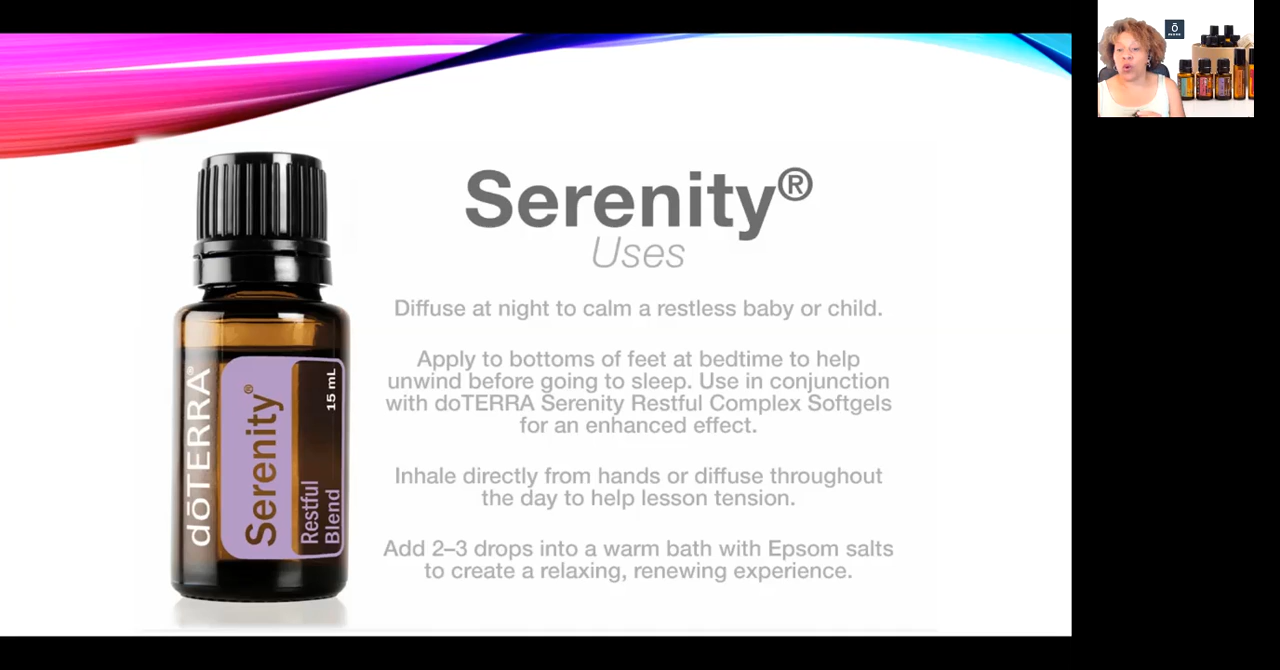 Serenity®
Uses
Diffuse at night to calm a restless baby or child.
Apply to bottoms of feet at bedtime to help
unwind before going to sleep. Use in conjunction
with doTERRA Serenity Restful Complex Softgels
for an enhanced effect.
Inhale directly from hands or diffuse throughout
the day to help lesson tension.
Add 2–3 drops into a warm bath with Epsom salts
to create a relaxing, renewing experience.
dōTERRA®
Serenity®
Restful
Blend
15 mL